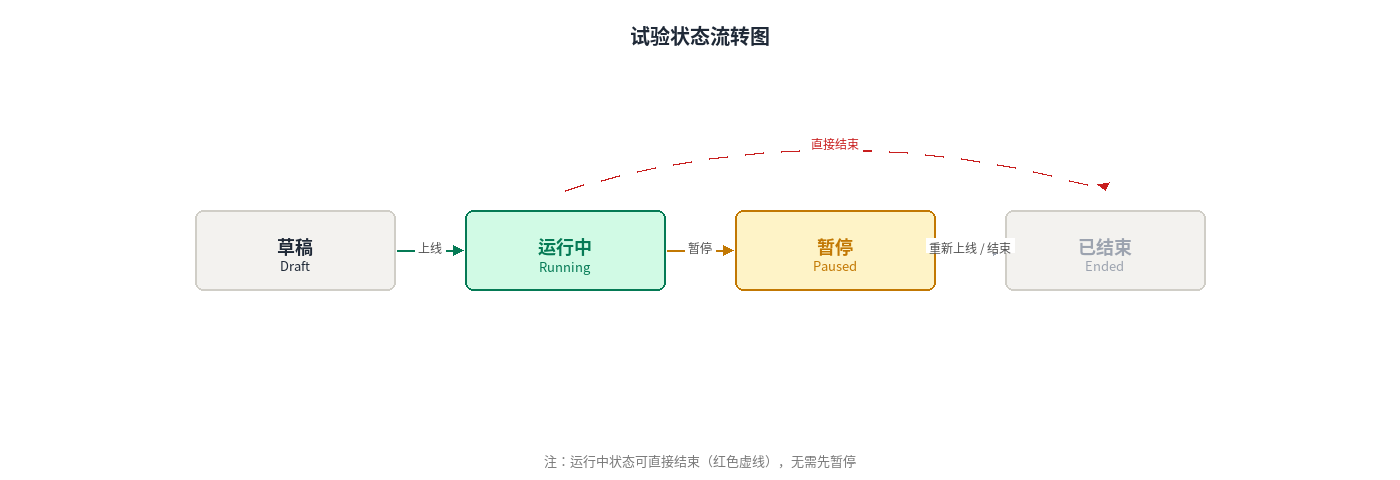 试验状态流转图
直接结束
草稿
Draft
上线
运行中
Running
暂停
暂停
Paused
重新上线 / 结束
已结束
Ended
注：运行中状态可直接结束（红色虚线），无需先暂停